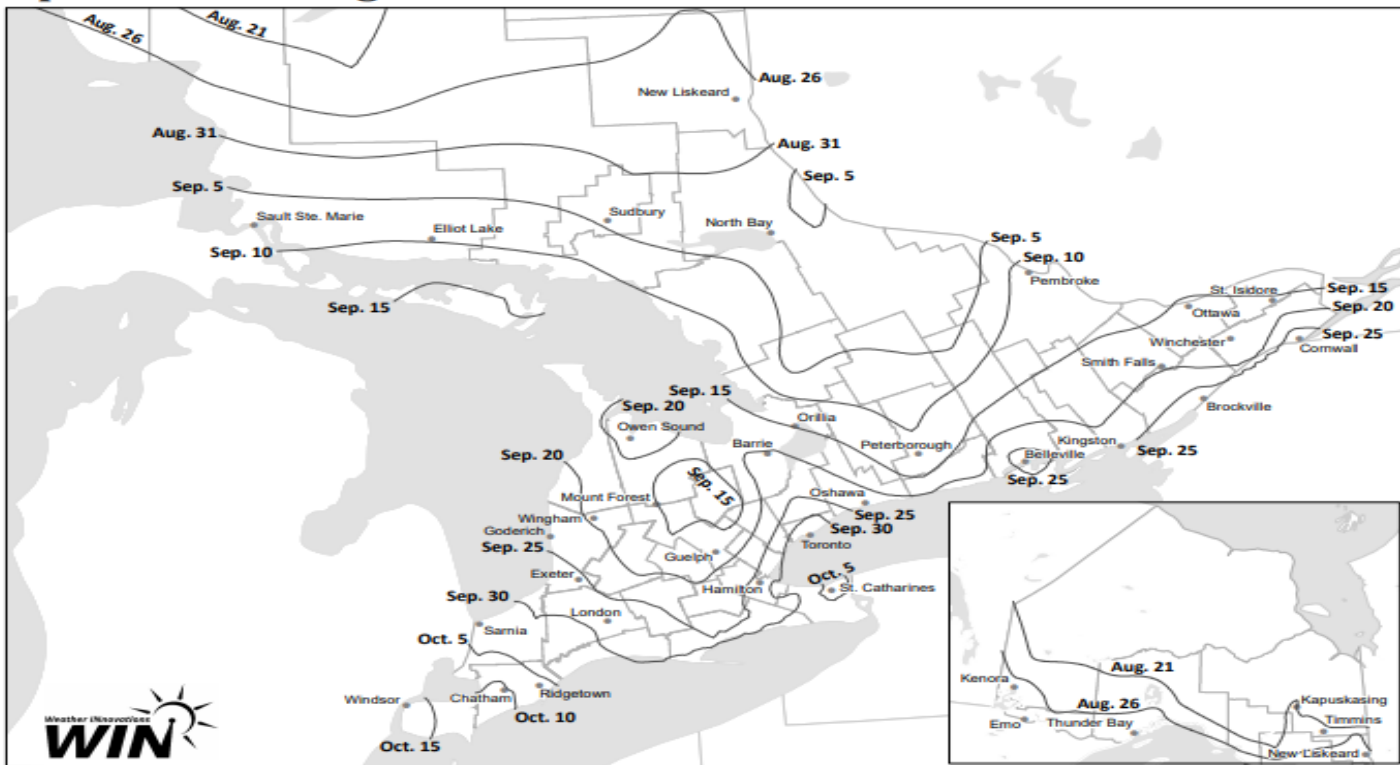 Aug. 26
Aug. 21
Aug. 26
New Liskeard
Aug. 31
Aug. 31
Sep. 5
Sep. 5
Sault Ste. Marie
Sudbury
Elliot Lake
North Bay
Sep. 10
Sep. 5
Sep. 10
Pembroke
Sep. 15
St. Isidore
Sep. 15
Ottawa
Sep. 20
Winchester
Sep. 25
Cornwall
Smith Falls
Sep. 15
Sep. 20
Brockville
Orillia
Owen Sound
Barrie
Peterborough
Kingston
Sep. 25
Sep. 20
Belleville
Sep. 25
Sep. 15
Mount Forest
Oshawa
Sep. 25
Wingham
Sep. 30
Goderich
Toronto
Sep. 25
Guelph
Exeter
Hamilton
Oct. 5
St. Catharines
Sep. 30
London
Sarnia
Oct. 5
Windsor
Chatham
Ridgetown
Oct. 10
Oct. 15
Weather INnovations
WIN
Aug. 21
Kenora
Aug. 26
Kapuskasing
Emo
Thunder Bay
Timmins
New Liskeard